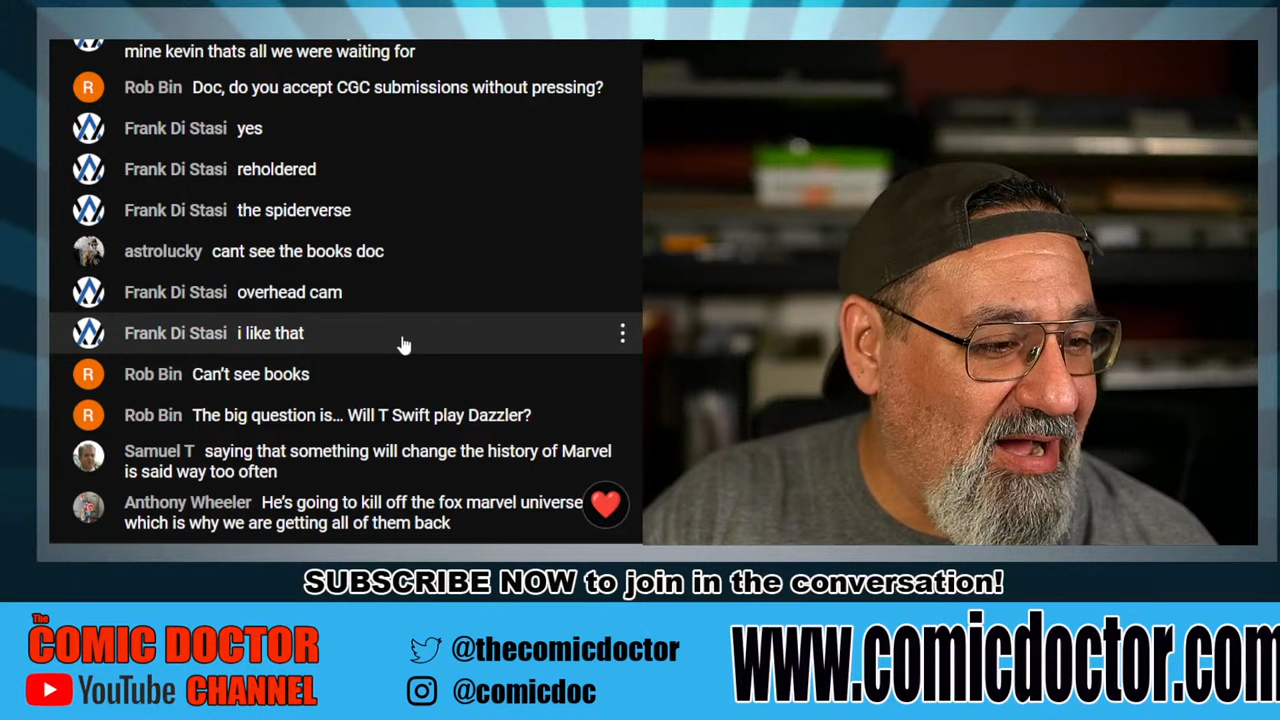 mine kevin thats all we were waiting for
R Rob Bin Doc, do you accept CGC submissions without pressing?
Frank Di Stasi yes
Frank Di Stasi reholdered
Frank Di Stasi the spiderverse
astrolucky cant see the books doc
Frank Di Stasi overhead cam
Frank Di Stasi i like that
R Rob Bin Can't see books
R Rob Bin The big question is... Will T Swift play Dazzler?
Samuel T saying that something will change the history of Marvel
is said way too often
Anthony Wheeler He's going to kill off the fox marvel universe
which is why we are getting all of them back
SUBSCRIBE NOW to join in the conversation!
The
COMIC DOCTOR
YouTube CHANNEL
@thecomicdoctor
@comicdoc
www.comicdoctor.com